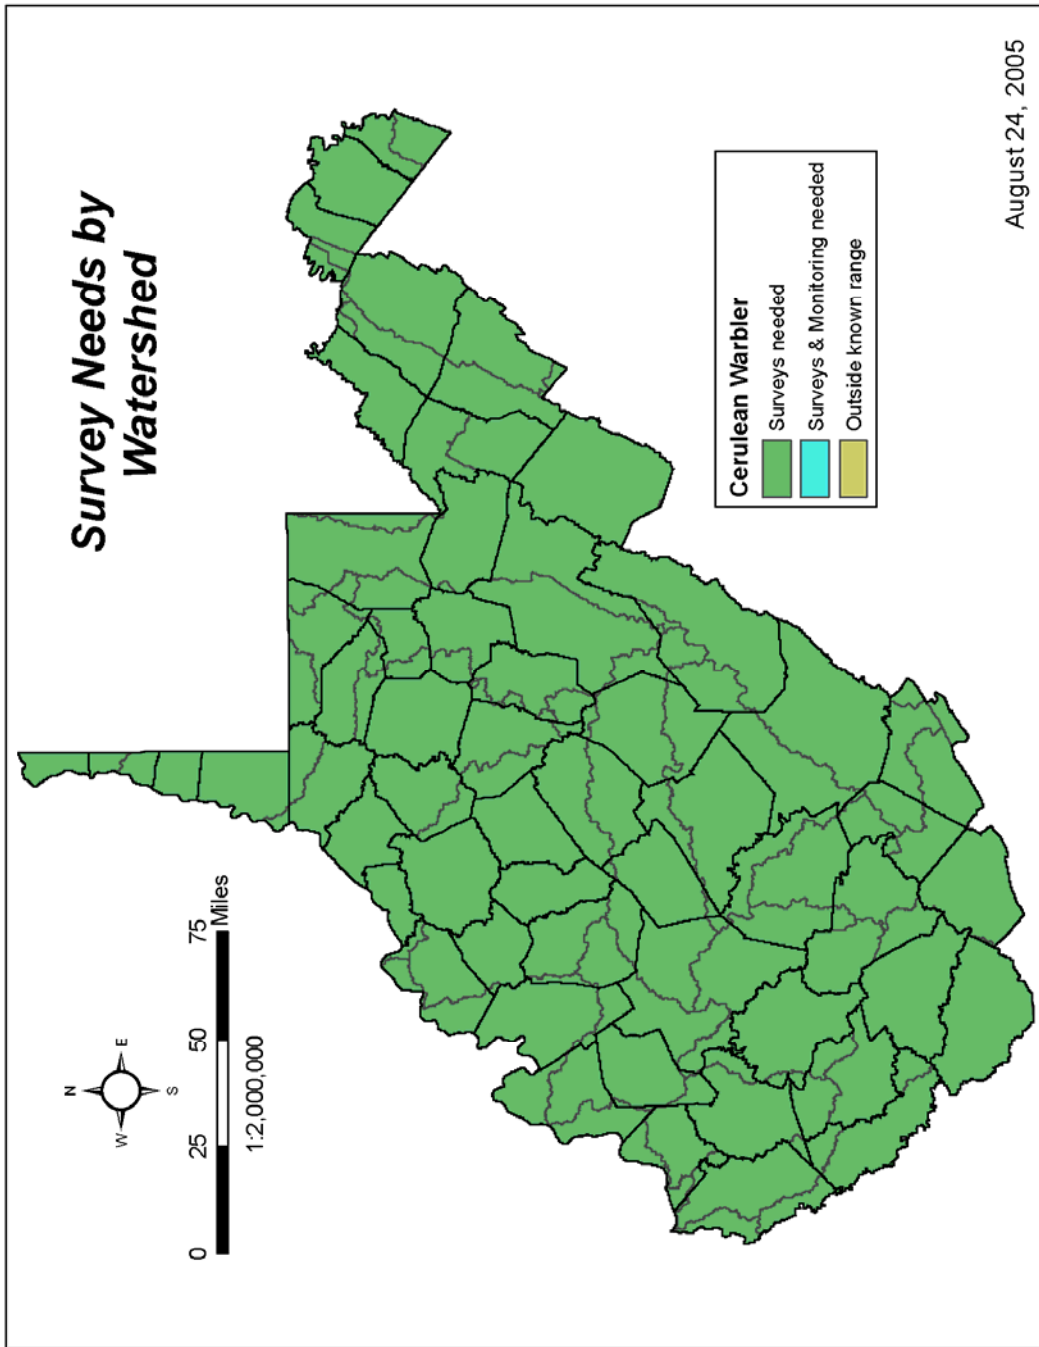 Survey Needs by
Watershed
N
W E
S
0 25 50 75
Miles
1:2,000,000
Cerulean Warbler
Surveys needed
Surveys & Monitoring needed
Outside known range
August 24, 2005